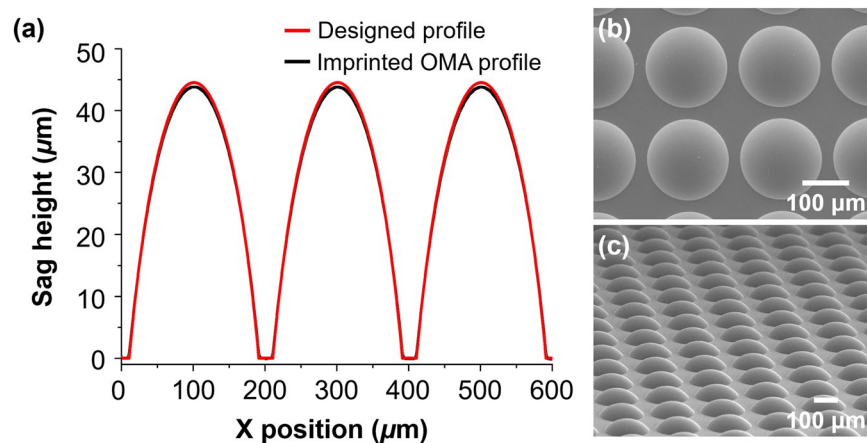 (a)
Designed profile
Imprinted OMA profile
Sag height (µm)
50
40
30
20
10
0
0 100 200 300 400 500 600
X position (µm)
(b)
100 µm
(c)
100 µm